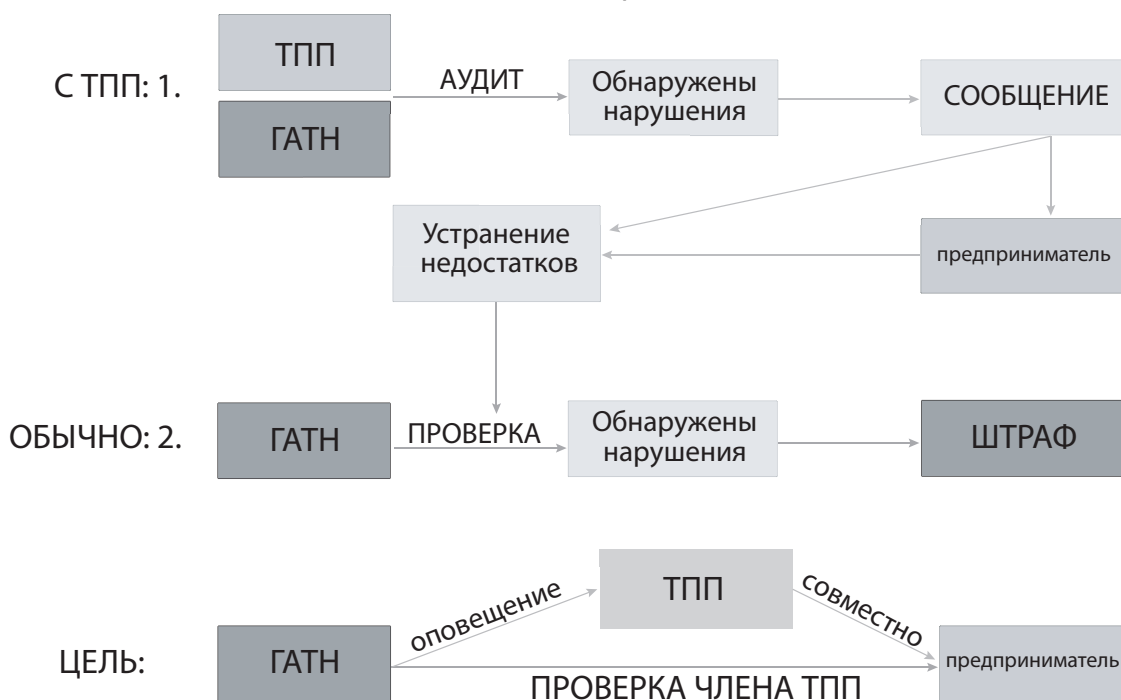 ТПП
С ТПП: 1.
АУДИТ
Обнаружены
нарушения
СООБЩЕНИЕ
ГАТН
Устранение
недостатков
предприниматель
ОБЫЧНО: 2.
ГАТН
ПРОВЕРКА
Обнаружены
нарушения
ШТРАФ
ТПП
оповещение
совместно
ЦЕЛЬ:
ГАТН
предприниматель
ПРОВЕРКА ЧЛЕНА ТПП